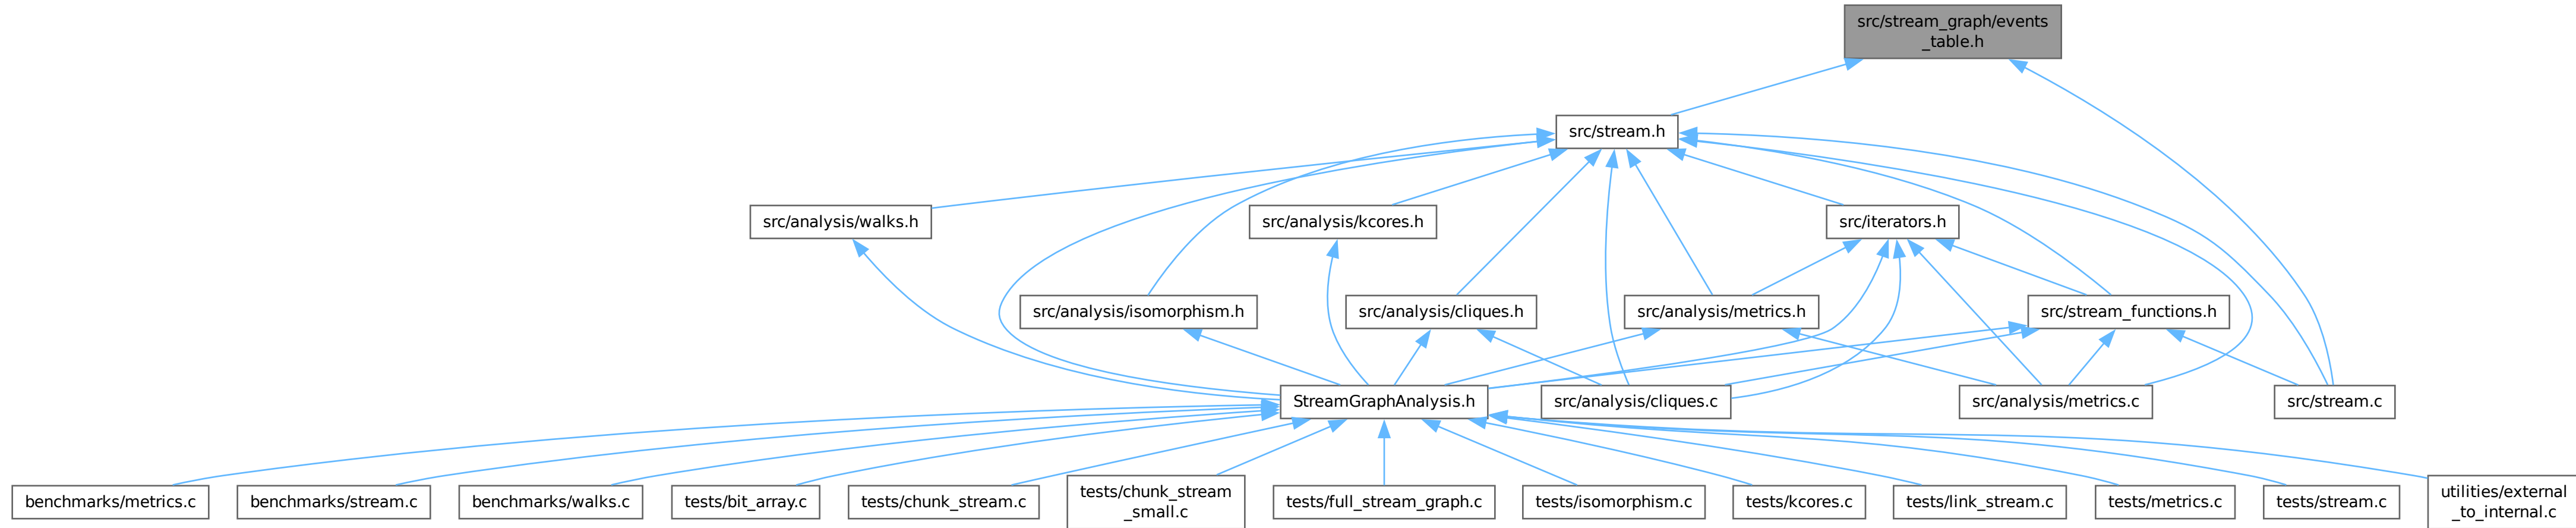 src/stream_graph/events
_table.h
src/stream.h
src/analysis/walks.h
src/analysis/kcores.h
src/iterators.h
src/analysis/isomorphism.h
src/analysis/cliques.h
src/analysis/metrics.h
src/stream_functions.h
StreamGraphAnalysis.h
src/analysis/cliques.c
src/analysis/metrics.c
src/stream.c
benchmarks/metrics.c
benchmarks/stream.c
benchmarks/walks.c
tests/bit_array.c
tests/chunk_stream.c
tests/chunk_stream
_small.c
tests/full_stream_graph.c
tests/isomorphism.c
tests/kcores.c
tests/link_stream.c
tests/metrics.c
tests/stream.c
utilities/external
_to_internal.c